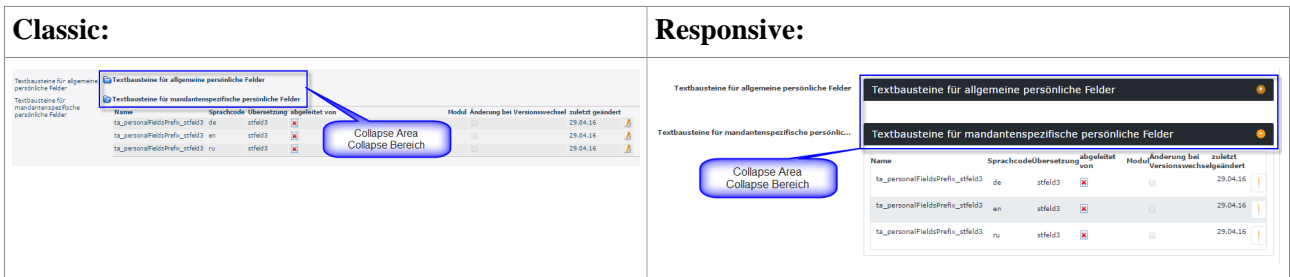 Classic:
Textbausteine für allgemeine
persönliche Felder
Textbausteine für allgemeine persönliche Felder
Textbausteine für
mandantenspezifische
persönliche Felder
Textbausteine für mandantenspezifische persönliche Felder
Name Sprachcode Übersetzung abgeleitet von Modul Änderung bei Versionswechsel zuletzt geändert
ta_personalFieldsPrefix_stfeld3 de stfeld3 29.04.16
ta_personalFieldsPrefix_stfeld3 en stfeld3 29.04.16
ta_personalFieldsPrefix_stfeld3 ru stfeld3 29.04.16
Collapse Area
Collapse Bereich
Responsive:
Textbausteine für allgemeine persönliche Felder
Textbausteine für allgemeine persönliche Felder
Textbausteine für mandantenspezifische persönlic...
Textbausteine für mandantenspezifische persönliche Felder
Collapse Area
Collapse Bereich
Name Sprachcode Übersetzung abgeleitet von Modul Änderung bei Versionswechsel zuletzt geändert
ta_personalFieldsPrefix_stfeld3 de stfeld3 29.04.16
ta_personalFieldsPrefix_stfeld3 en stfeld3 29.04.16
ta_personalFieldsPrefix_stfeld3 ru stfeld3 29.04.16